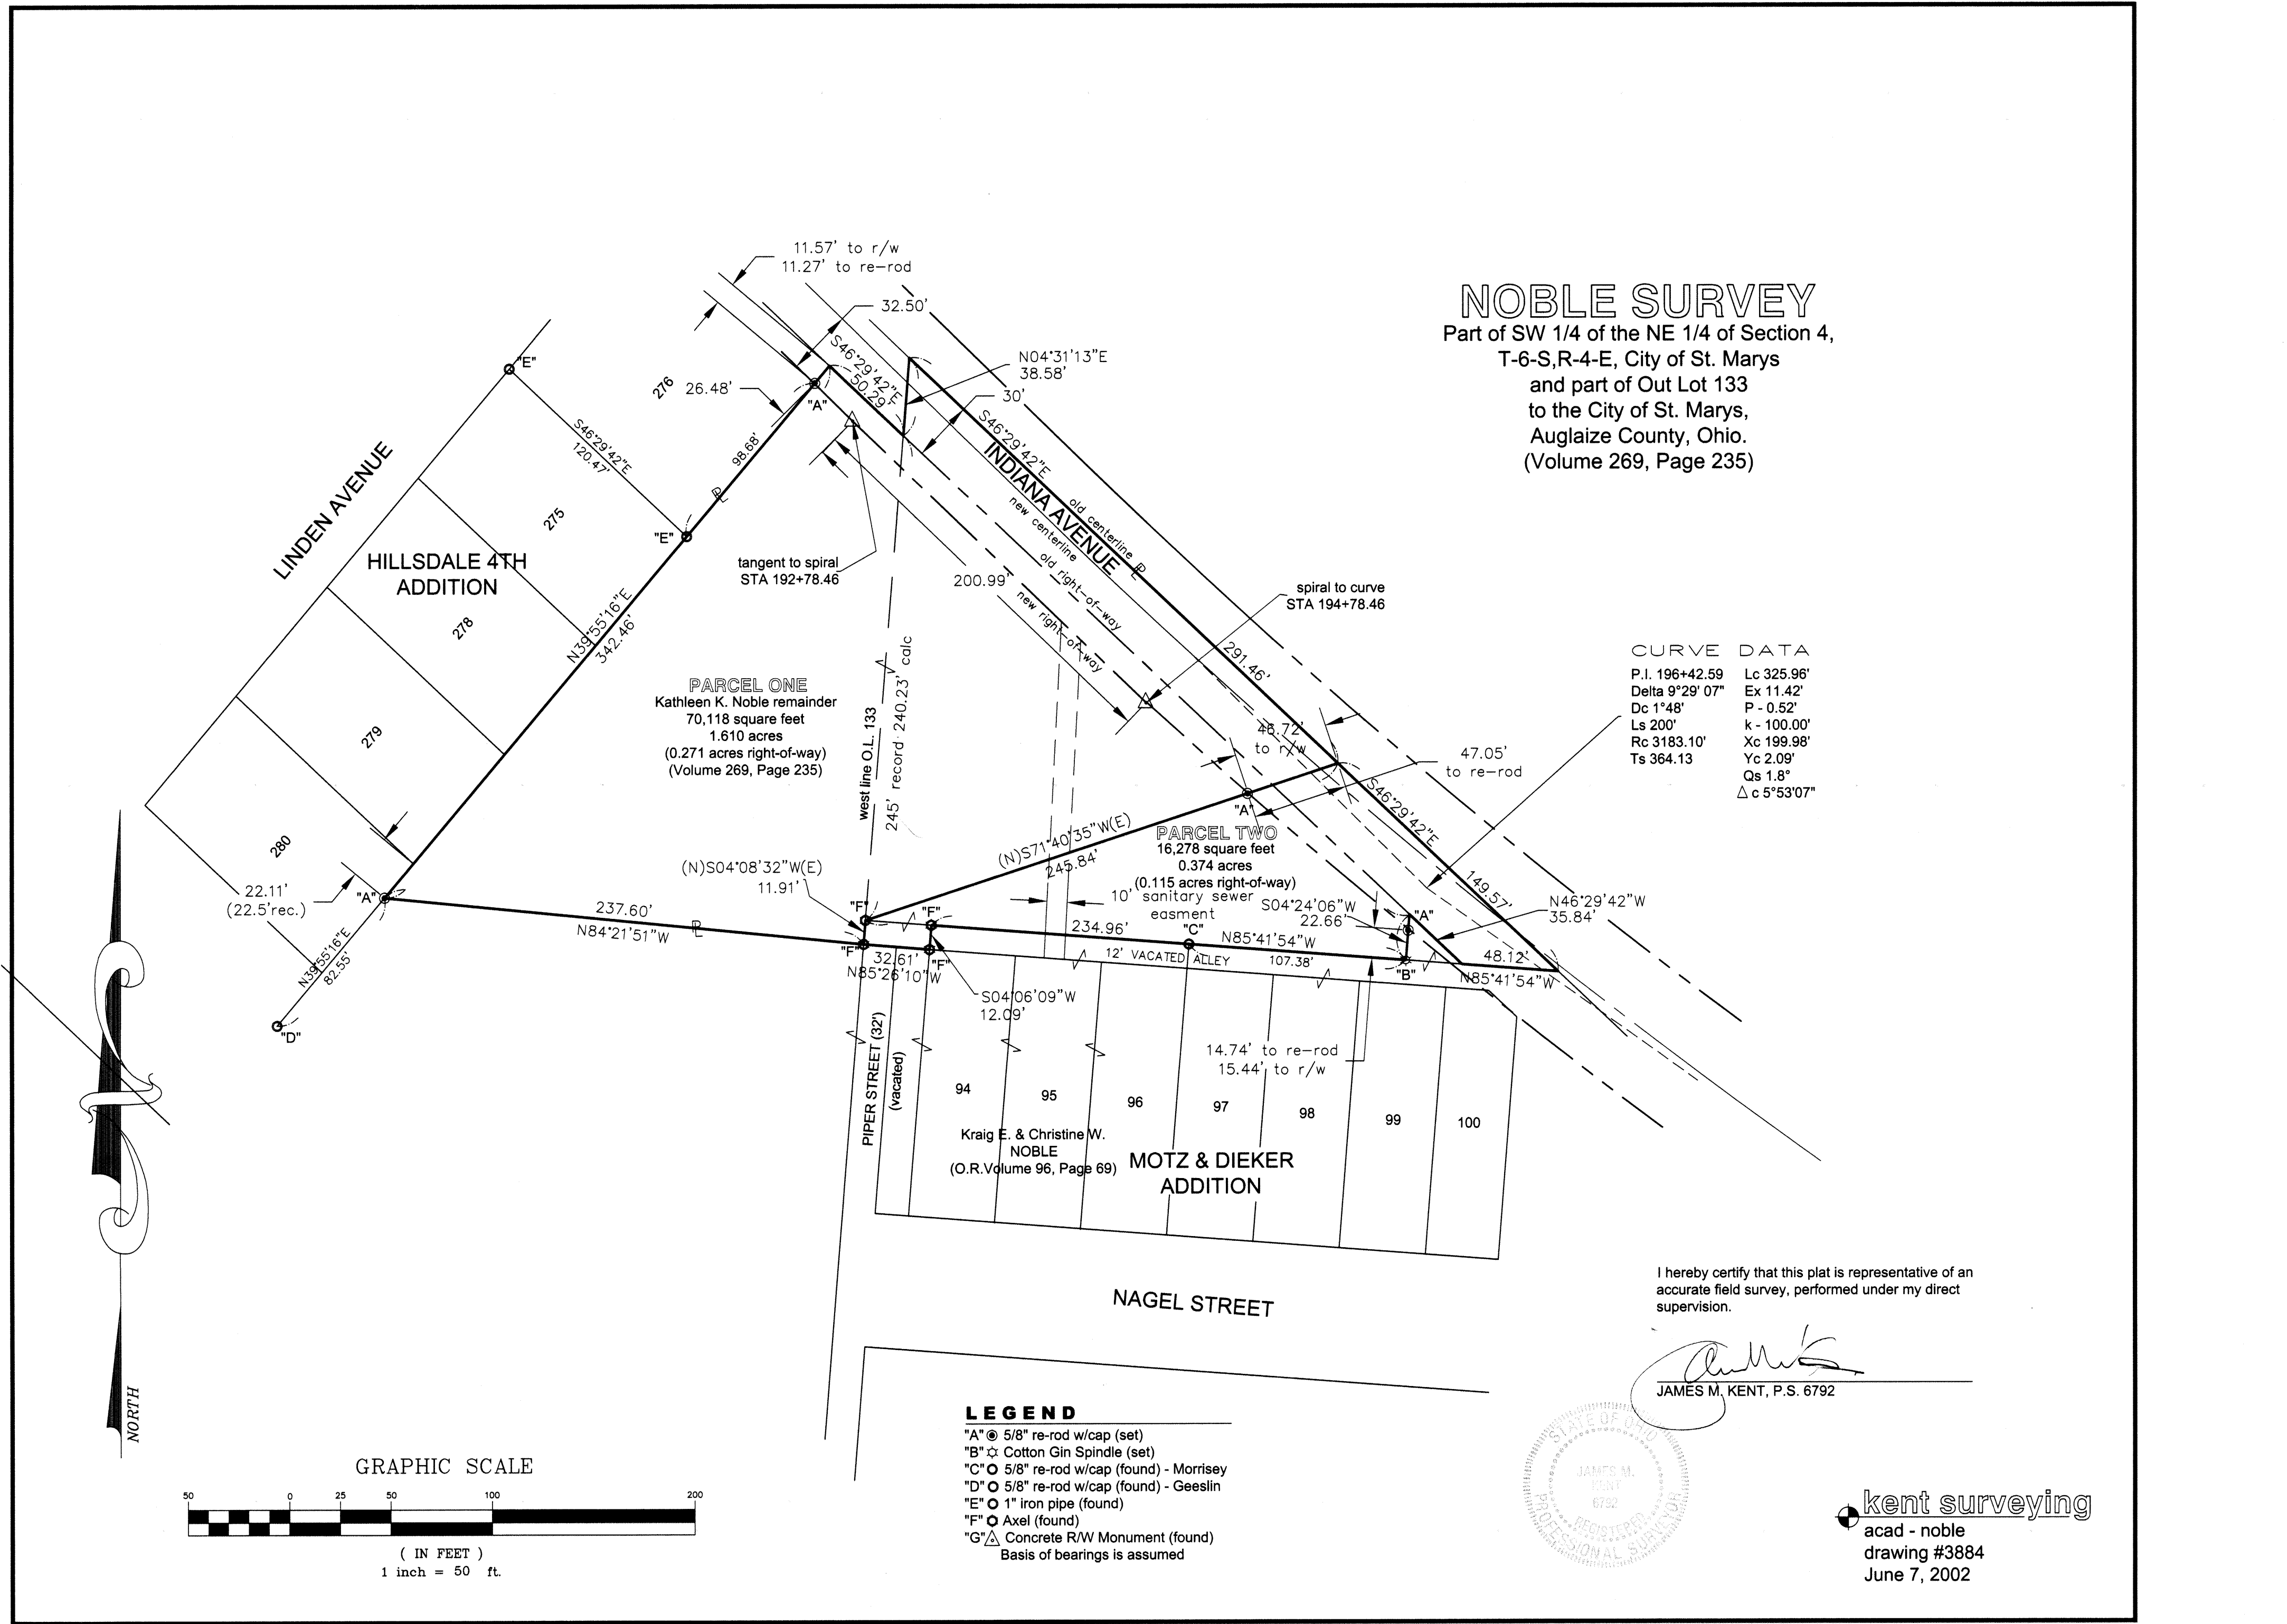 NOBLE SURVEY
Part of SW 1/4 of the NE 1/4 of Section 4,
T-6-S,R-4-E, City of St. Marys
and part of Out Lot 133
to the City of St. Marys,
Auglaize County, Ohio.
(Volume 269, Page 235)
11.57' to r/w
11.27' to re-rod
32.50'
S46°29'42"E
50.29'
N04°31'13"E
38.58'
30'
26.48'
"A"
"E"
276
S46°29'42"E
120.47'
98.68'
PL
275
"E"
LINDEN AVENUE
HILLSDALE 4TH
ADDITION
278
279
280
N39°55'16"E
342.46'
tangent to spiral
STA 192+78.46
200.99'
S46°29'42"E
INDIANA AVENUE
old centerline
new centerline
old right-of-way
new right-of-way
PL
291.46'
spiral to curve
STA 194+78.46
CURVE DATA
P.I. 196+42.59 Lc 325.96'
Delta 9°29' 07" Ex 11.42'
Dc 1°48' P - 0.52'
Ls 200' k - 100.00'
Rc 3183.10' Xc 199.98'
Ts 364.13 Yc 2.09'
Qs 1.8°
△ c 5°53'07"
PARCEL ONE
Kathleen K. Noble remainder
70,118 square feet
1.610 acres
(0.271 acres right-of-way)
(Volume 269, Page 235)
west line O.L. 133
245' record 240.23' calc
46.72'
to r/w
47.05'
to re-rod
"A"
S46°29'42"E
149.57'
PARCEL TWO
16,278 square feet
0.374 acres
(0.115 acres right-of-way)
10' sanitary sewer
easment
(N)S71°40'35"W(E)
245.84'
(N)S04°08'32"W(E)
11.91'
22.11'
(22.5'rec.)
"A"
237.60'
N84°21'51"W
PL
"F"
"F"
"F"
"F"
32.61'
N85°26'10"W
S04°06'09"W
12.09'
234.96'
"C"
N85°41'54"W
12' VACATED ALLEY
107.38'
S04°24'06"W
22.66'
"A"
"B"
N46°29'42"W
35.84'
48.12'
N85°41'54"W
N39°55'16"E
82.55'
"D"
14.74' to re-rod
15.44' to r/w
PIPER STREET (32')
(vacated)
94
95
96
97
98
99
100
Kraig E. & Christine W.
NOBLE
(O.R.Volume 96, Page 69)
MOTZ & DIEKER
ADDITION
NAGEL STREET
NORTH
I hereby certify that this plat is representative of an
accurate field survey, performed under my direct
supervision.
JAMES M. KENT, P.S. 6792
STATE OF OHIO
JAMES M.
KENT
6792
REGISTERED
PROFESSIONAL SURVEYOR
LEGEND
"A" 5/8" re-rod w/cap (set)
"B" Cotton Gin Spindle (set)
"C" 5/8" re-rod w/cap (found) - Morrisey
"D" 5/8" re-rod w/cap (found) - Geeslin
"E" 1" iron pipe (found)
"F" Axel (found)
"G" Concrete R/W Monument (found)
Basis of bearings is assumed
GRAPHIC SCALE
50 0 25 50 100 200
( IN FEET )
1 inch = 50 ft.
kent surveying
acad - noble
drawing #3884
June 7, 2002